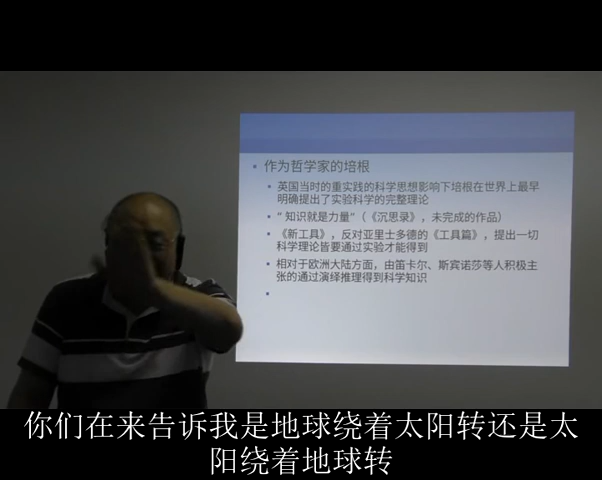 作为哲学家的培根
英国当时的重实践的科学思想影响下培根在世界上最早
明确提出了实验科学的完整理论
“知识就是力量”（《沉思录》，未完成的作品）
《新工具》，反对亚里士多德的《工具篇》，提出一切
科学理论皆要通过实验才能得到
相对于欧洲大陆方面，由笛卡尔、斯宾诺莎等人积极主
张的通过演绎推理得到科学知识
你们在来告诉我是地球绕着太阳转还是太
阳绕着地球转